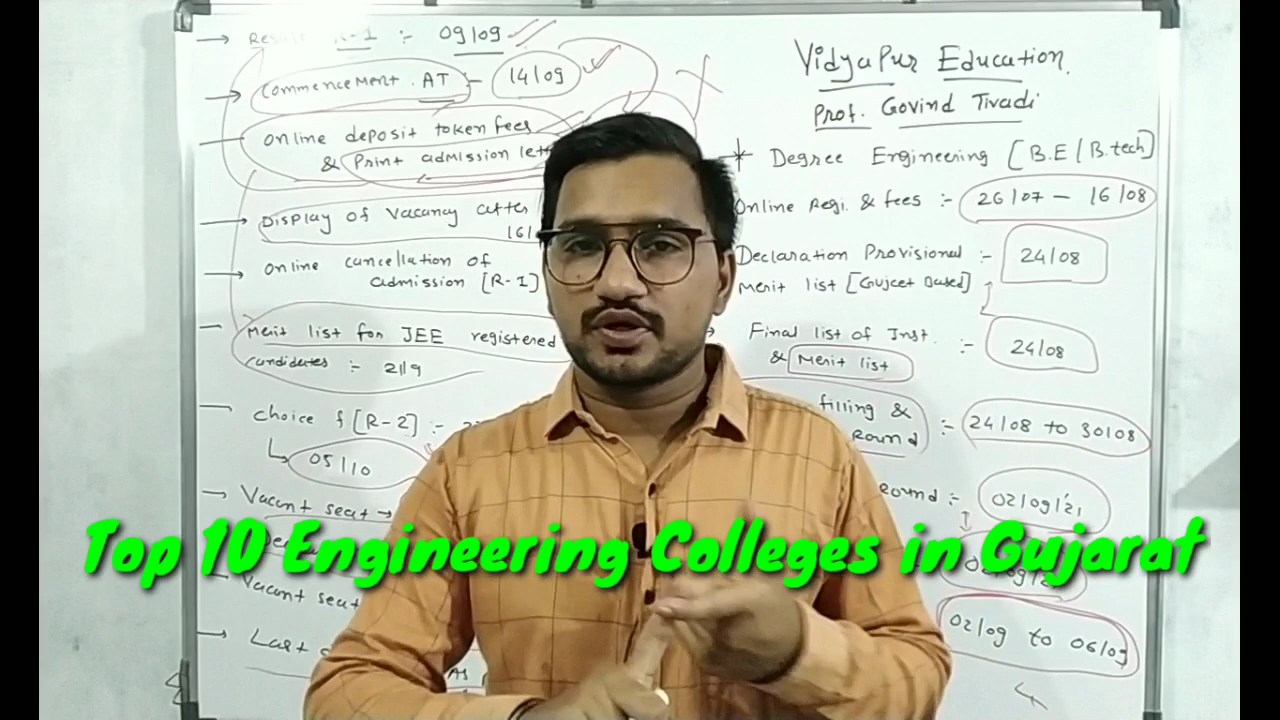 → Result R-1 :- 09/09
→ Commencement . AT :- 14/09
Online deposit token fees
& Print admission
→ Display of Vacancy after
→ Online cancellation of
admission [R-1]
Merit list for JEE registered
candidates :- 21/9
choice f [R-2] :-
05/10
→ Vacant seat →
→ Vacant seat
→ Last
VidyaPur Education.
Prof. Govind Tivadi
* Degree Engineering [B.E / B.tech]
Online Regi. & fees :- 26/07 - 16/08
Declaration Provisional :- 24/08
Merit list [Gujcet Based]
Final list of Inst. :- 24/08
& Merit list
filling & :- 24/08 to 30/08
Round
Round :- 02/09/21
02/09 to 06/09
Top 10 Engineering Colleges in Gujarat